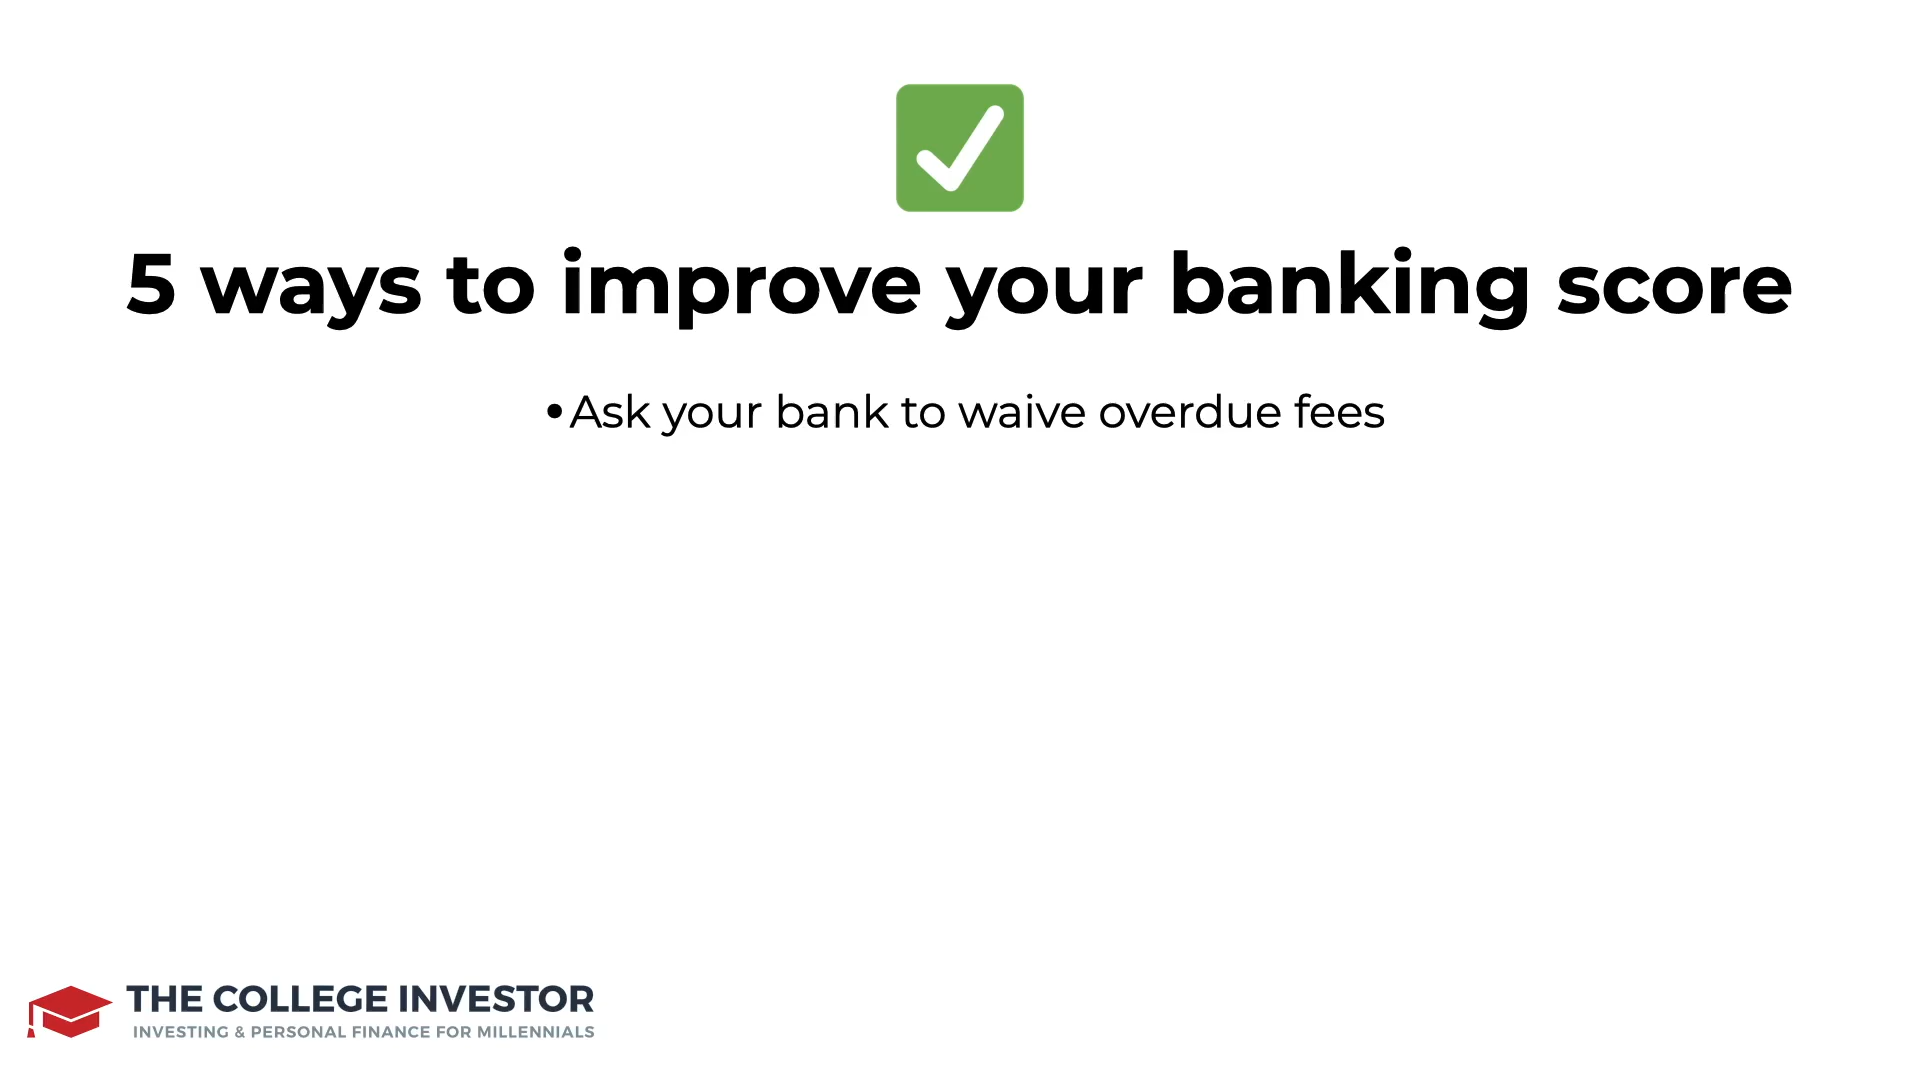 5 ways to improve your banking score
•Ask your bank to waive overdue fees
THE COLLEGE INVESTOR
INVESTING & PERSONAL FINANCE FOR MILLENNIALS